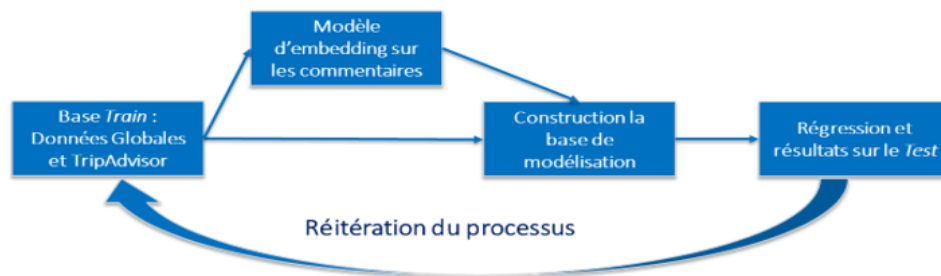 Modèle
d'embedding sur
les commentaires
Base Train :
Données Globales
et TripAdvisor
Construction la
base de
modélisation
Régression et
résultats sur le Test
Réitération du processus